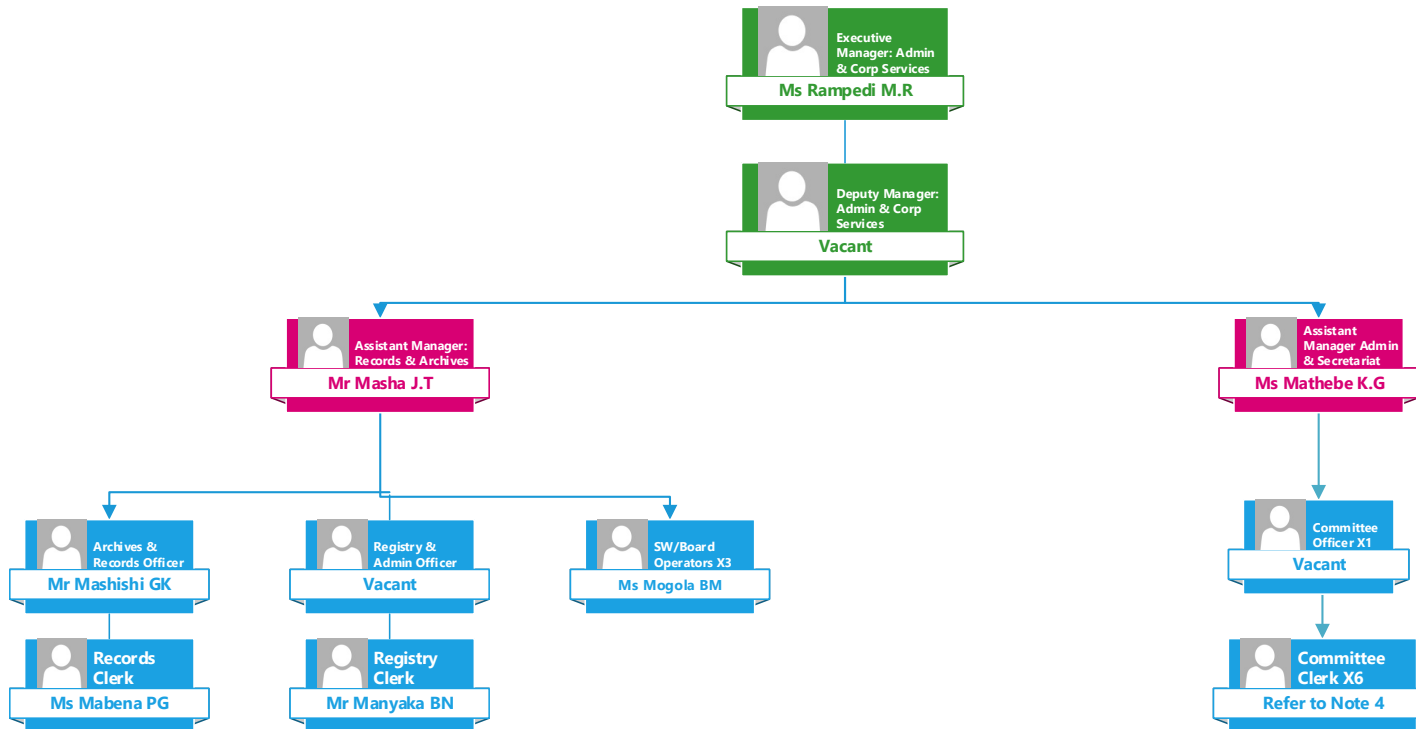 Executive
Manager: Admin
& Corp Services
Ms Rampedi M.R
Deputy Manager:
Admin & Corp
Services
Vacant
Assistant Manager:
Records & Archives
Mr Masha J.T
Assistant
Manager Admin
& Secretariat
Ms Mathebe K.G
Archives &
Records Officer
Mr Mashishi GK
Registry &
Admin Officer
Vacant
SW/Board
Operators X3
Ms Mogola BM
Committee
Officer X1
Vacant
Records
Clerk
Ms Mabena PG
Registry
Clerk
Mr Manyaka BN
Committee
Clerk X6
Refer to Note 4